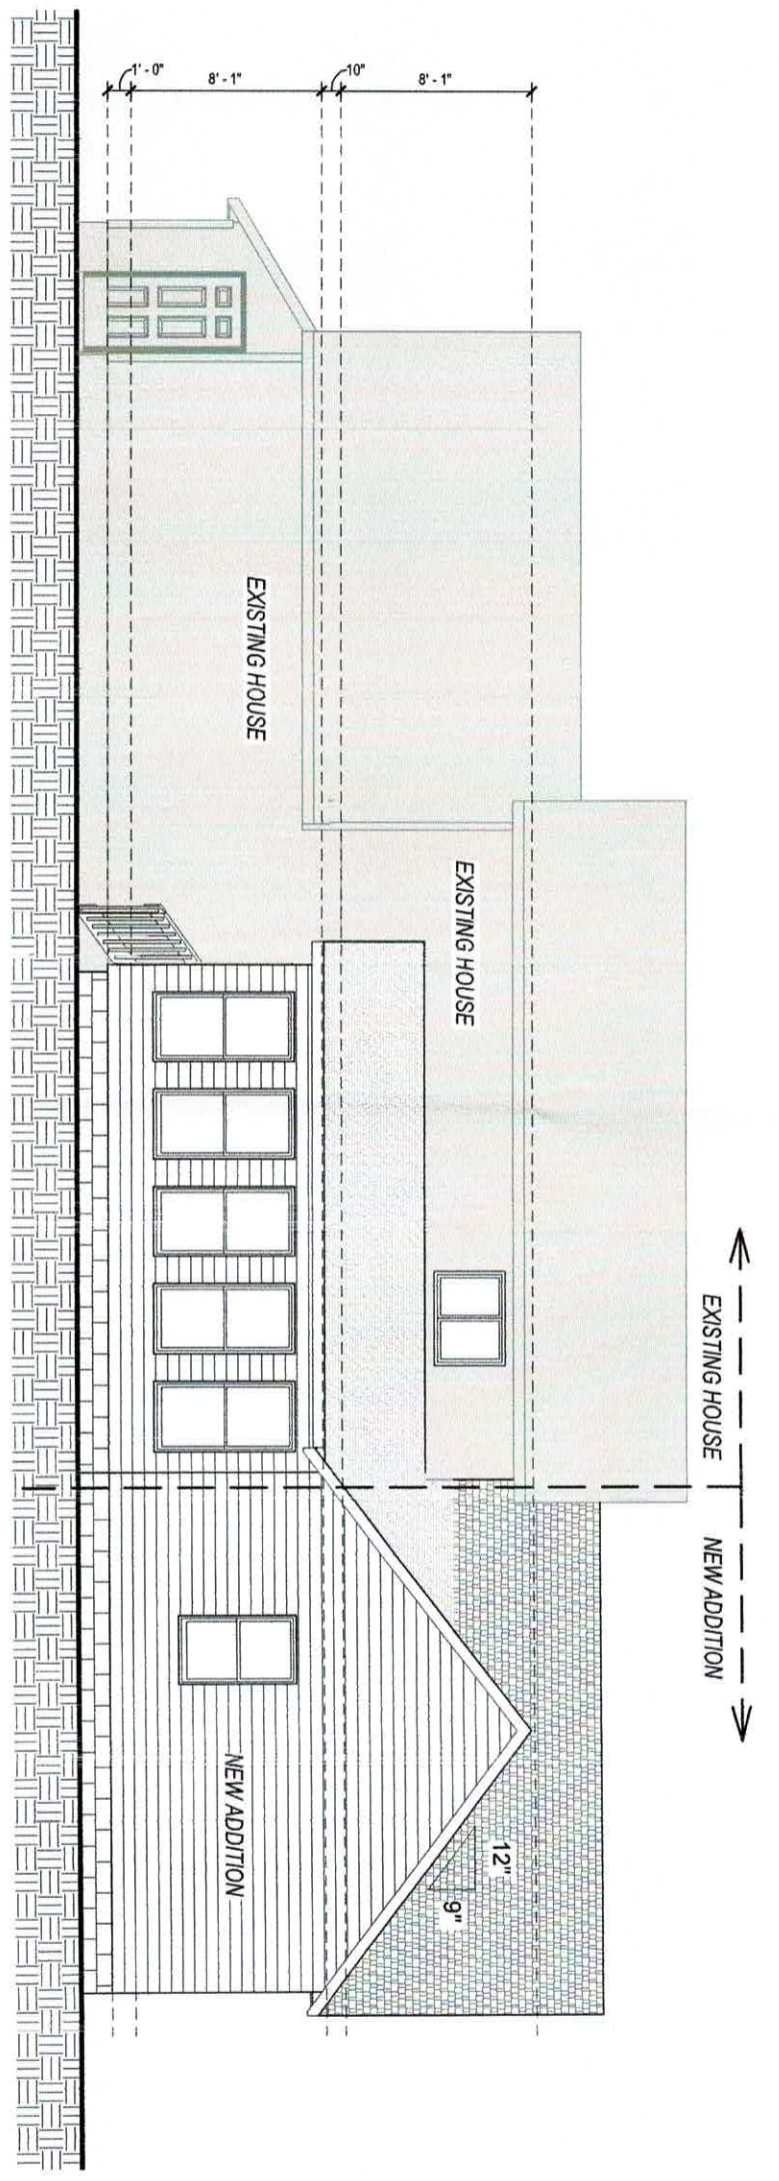 EXISTING HOUSE
NEW ADDITION
8' - 1"
10"
8' - 1"
1' - 0"
EXISTING HOUSE
EXISTING HOUSE
12"
9"
NEW ADDITION